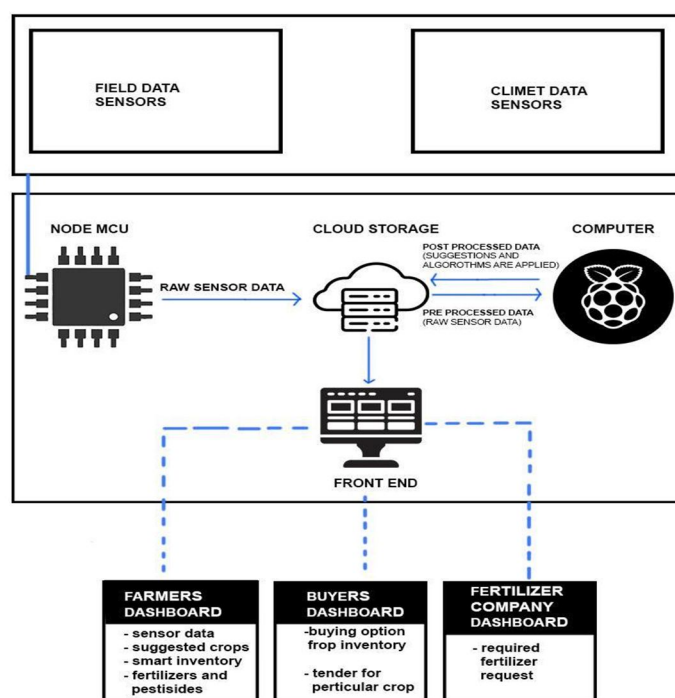 FIELD DATA
SENSORS
CLIMET DATA
SENSORS
NODE MCU
CLOUD STORAGE
COMPUTER
POST PROCESSED DATA
(SUGGESTIONS AND
ALGOROTHMS ARE APPLIED)
RAW SENSOR DATA
PRE PROCESSED DATA
(RAW SENSOR DATA)
FRONT END
FARMERS
DASHBOARD
- sensor data
- suggested crops
- smart inventory
- fertilizers and
pestisides
BUYERS
DASHBOARD
-buying option
frop inventory
- tender for
perticular crop
FERTILIZER
COMPANY
DASHBOARD
- required
fertilizer
request